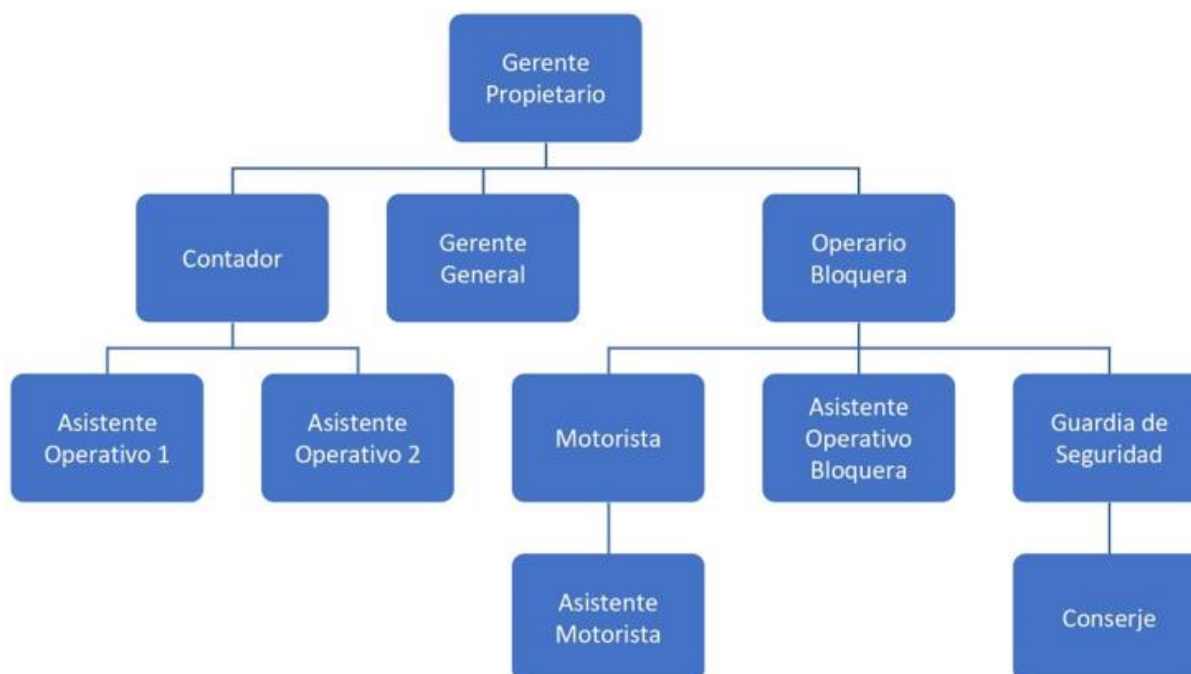 Gerente
Propietario
Contador
Gerente
General
Operario
Bloquera
Asistente
Operativo 1
Asistente
Operativo 2
Motorista
Asistente
Operativo
Bloquera
Guardia de
Seguridad
Asistente
Motorista
Conserje